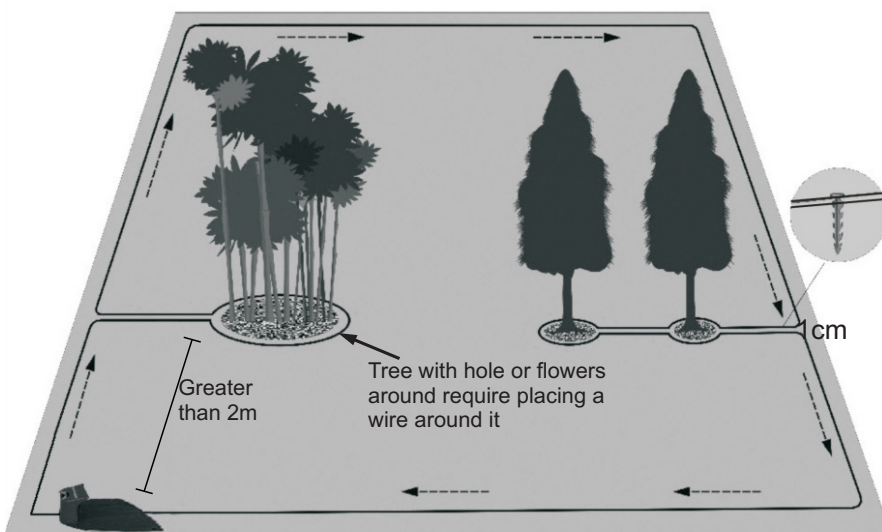 1cm
Tree with hole or flowers
around require placing a
wire around it
Greater
than 2m